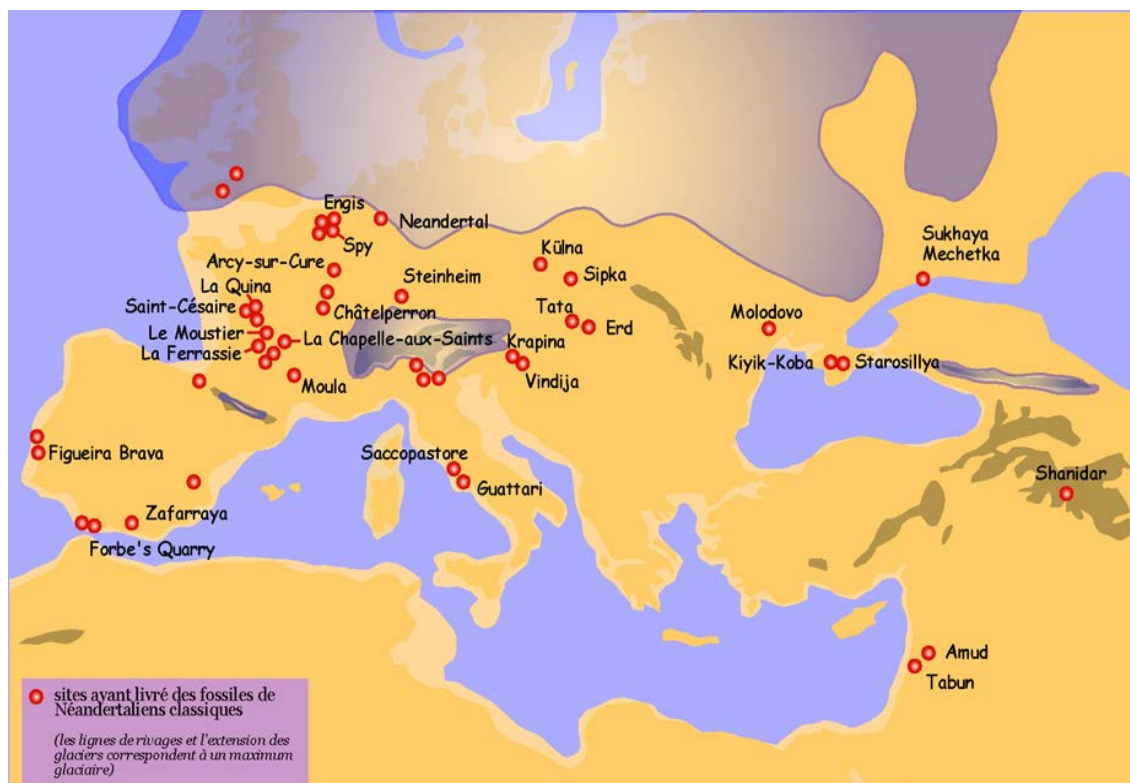 Engis
Neandertal
Spy
Sukhaya
Mechetka
Külna
Arcy-sur-Cure
Sipka
Steinheim
La Quina
Saint-Césaire
Châtelperron
Tata
Erd
Molodovo
Le Moustier
La Chapelle-aux-Saints
La Ferrassie
Krapina
Kiyik-Koba
Starosillya
Vindija
Moula
Figueira Brava
Saccopastore
Guattari
Shanidar
Zafarraya
Forbe's Quarry
Amud
Tabun
sites ayant livré des fossiles de
Néandertaliens classiques
(les lignes de rivages et l'extension des
glaciers correspondent à un maximum
glaciaire)